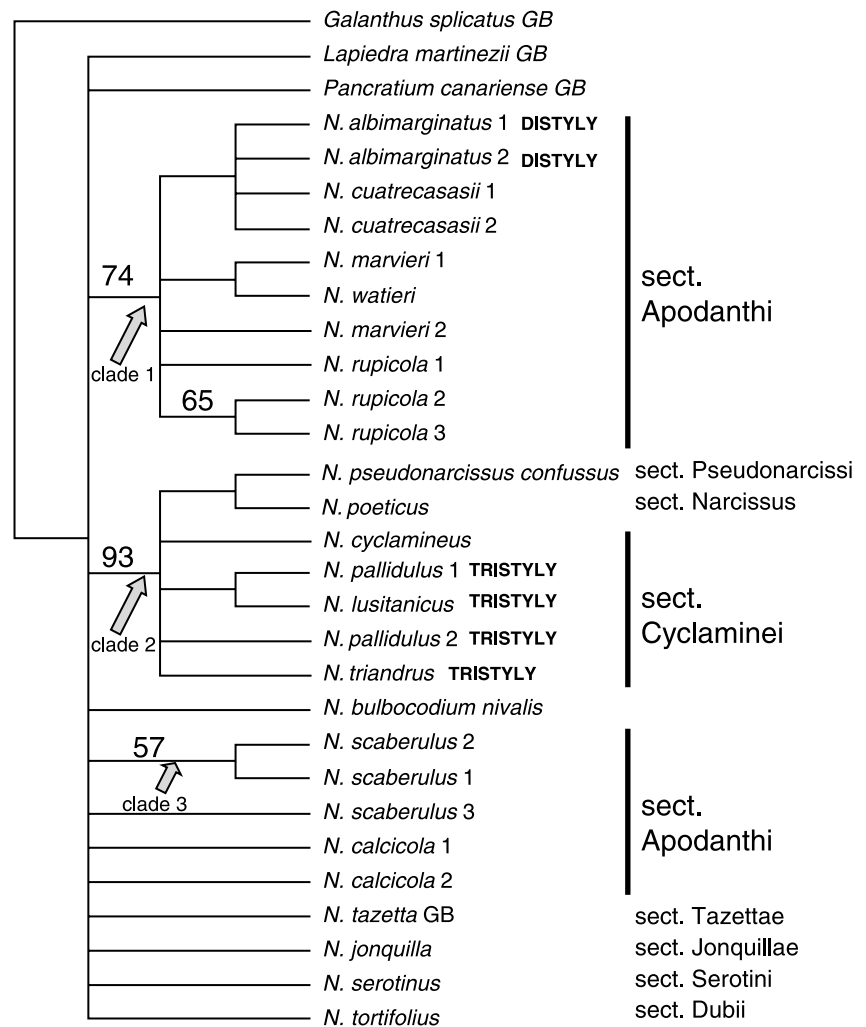 Galanthus splicatus GB
Lapiedra martinezii GB
Pancratium canariense GB
N. albimarginatus 1 DISTYLY
N. albimarginatus 2 DISTYLY
N. cuatrecasasii 1
N. cuatrecasasii 2
N. marvieri 1
74
N. watieri
sect.
Apodanthi
N. marvieri 2
clade 1
N. rupicola 1
65
N. rupicola 2
N. rupicola 3
N. pseudonarcissus confussus sect. Pseudonarcissi
N. poeticus sect. Narcissus
N. cyclamineus
93
N. pallidulus 1 TRISTYLY
N. lusitanicus TRISTYLY
sect.
Cyclaminei
clade 2
N. pallidulus 2 TRISTYLY
N. triandrus TRISTYLY
N. bulbocodium nivalis
57
N. scaberulus 2
N. scaberulus 1
clade 3
N. scaberulus 3
sect.
Apodanthi
N. calcicola 1
N. calcicola 2
N. tazetta GB sect. Tazettae
N. jonquilla sect. Jonquillae
N. serotinus sect. Serotini
N. tortifolius sect. Dubii